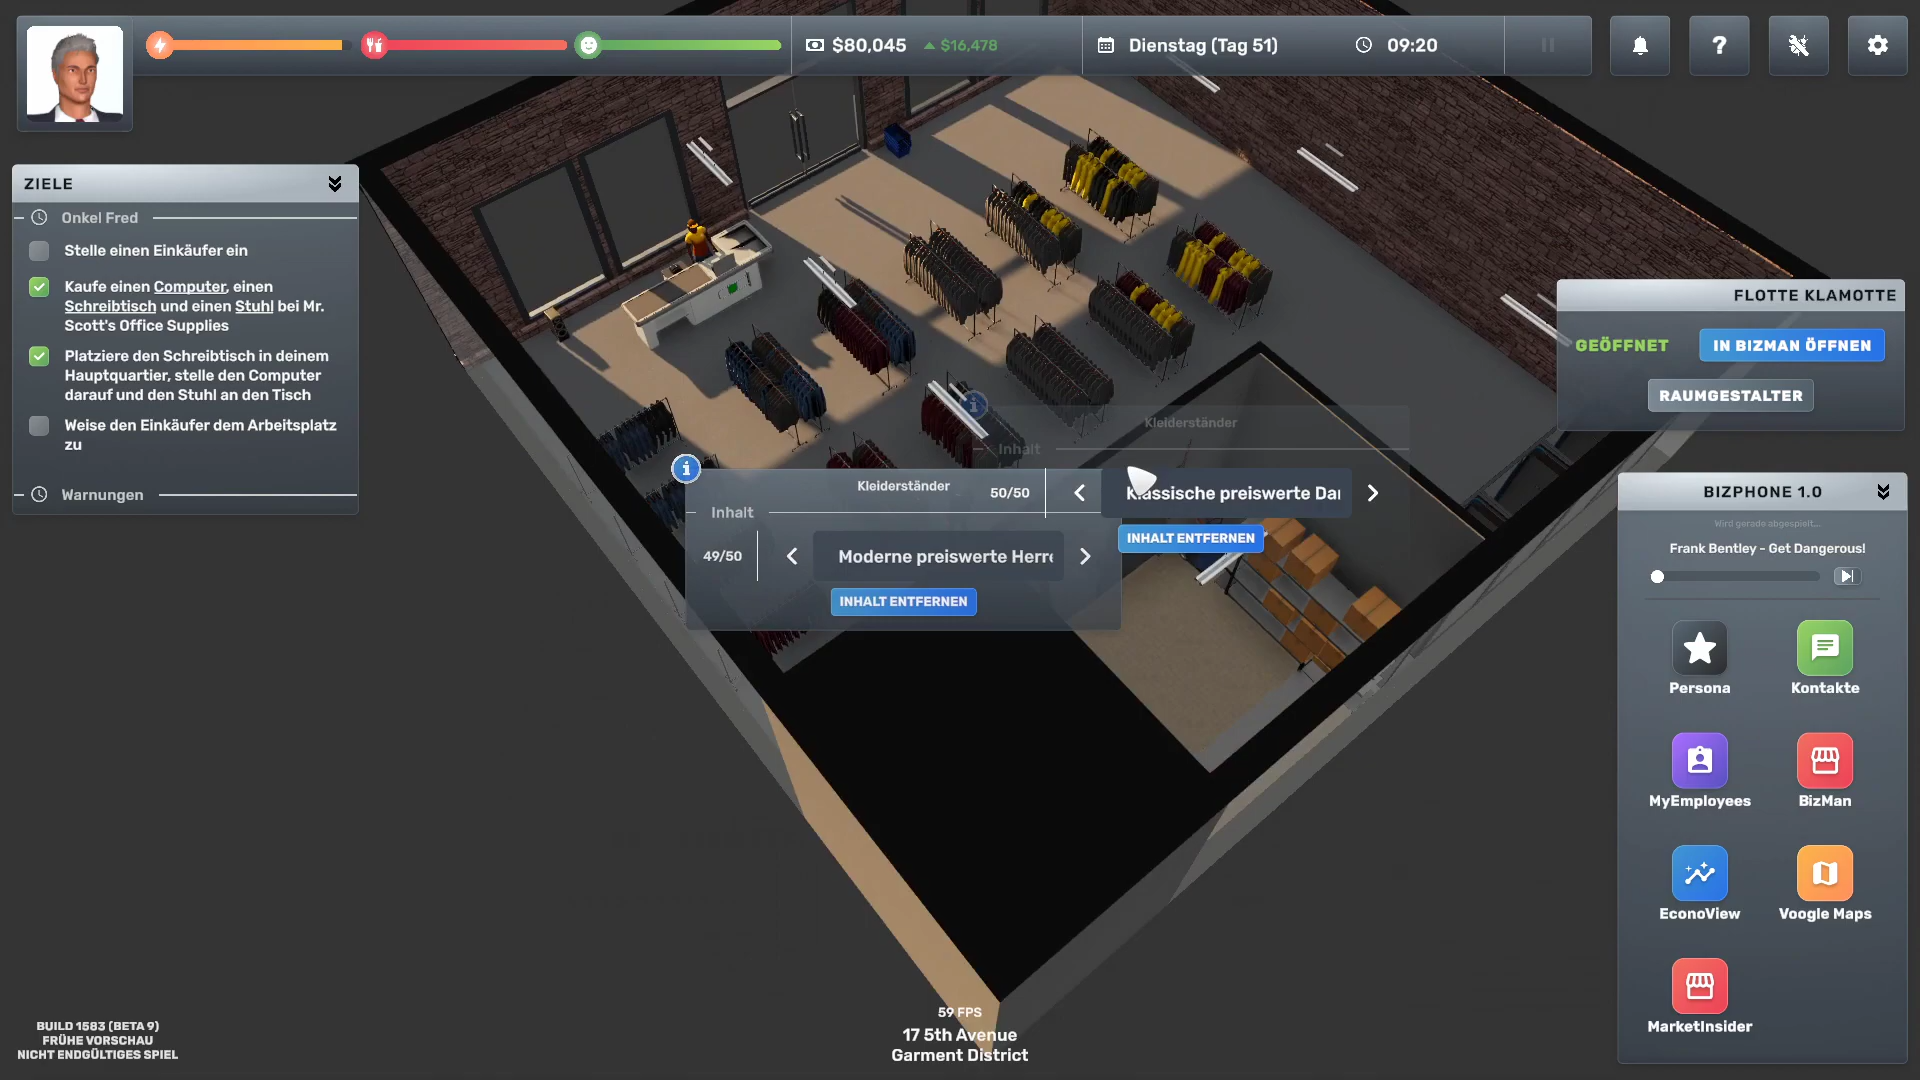 $80,045
$16,478
Dienstag (Tag 51)
09:20
?
ZIELE
Onkel Fred
Stelle einen Einkäufer ein
Kaufe einen Computer, einen
Schreibtisch und einen Stuhl bei Mr.
Scott's Office Supplies
Platziere den Schreibtisch in deinem
Hauptquartier, stelle den Computer
darauf und den Stuhl an den Tisch
Weise den Einkäufer dem Arbeitsplatz
zu
Warnungen
Kleiderständer
Inhalt
50/50
Klassische preiswerte Dar
INHALT ENTFERNEN
Kleiderständer
Inhalt
49/50
Moderne preiswerte Herre
INHALT ENTFERNEN
FLOTTE KLAMOTTE
GEÖFFNET
IN BIZMAN ÖFFNEN
RAUMGESTALTER
BIZPHONE 1.0
Wird gerade abgespielt...
Frank Bentley - Get Dangerous!
Persona
Kontakte
MyEmployees
BizMan
EconoView
Voogle Maps
MarketInsider
59 FPS
17 5th Avenue
Garment District
BUILD 1583 (BETA 9)
FRÜHE VORSCHAU
NICHT ENDGÜLTIGES SPIEL